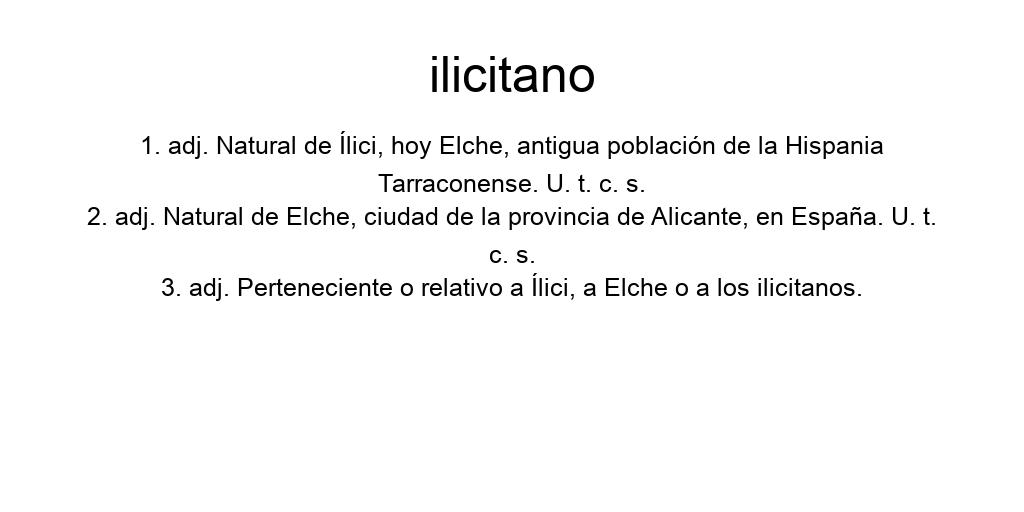 ilicitano
1. adj. Natural de Ílici, hoy Elche, antigua población de la Hispania
Tarraconense. U. t. c. s.
2. adj. Natural de Elche, ciudad de la provincia de Alicante, en España. U. t.
c. s.
3. adj. Perteneciente o relativo a Ílici, a Elche o a los ilicitanos.